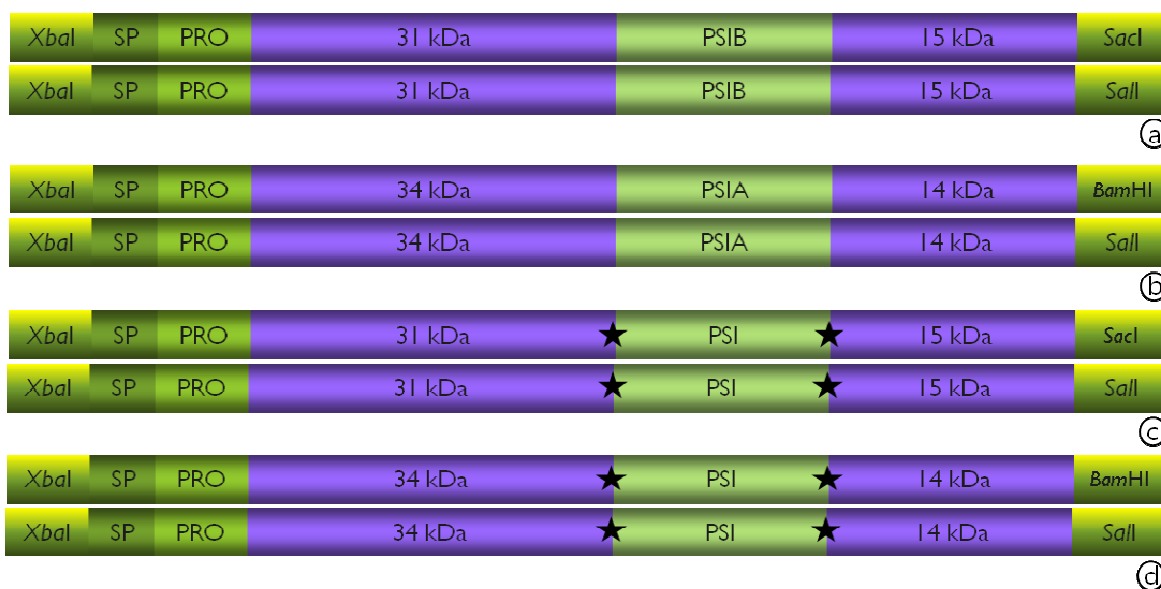 XbaI SP PRO 31 kDa PSIB 15 kDa SacI
XbaI SP PRO 31 kDa PSIB 15 kDa SalI
a
XbaI SP PRO 34 kDa PSIA 14 kDa BamHI
XbaI SP PRO 34 kDa PSIA 14 kDa SalI
b
XbaI SP PRO 31 kDa PSI 15 kDa SacI
XbaI SP PRO 31 kDa PSI 15 kDa SalI
c
XbaI SP PRO 34 kDa PSI 14 kDa BamHI
XbaI SP PRO 34 kDa PSI 14 kDa SalI
d